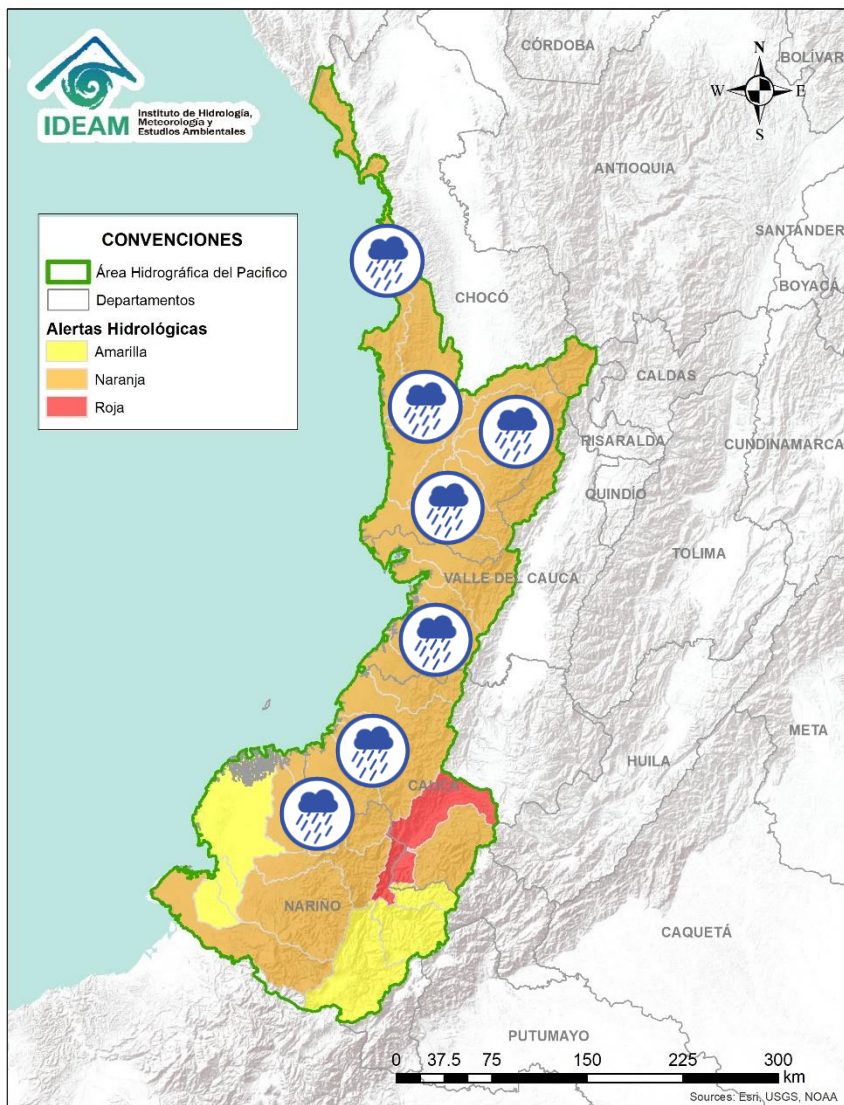 IDEAM
Instituto de Hidrología,
Meteorología y
Estudios Ambientales
CÓRDOBA
BOLÍVAR
N
W
E
S
ANTIOQUIA
SANTANDER
BOYACÁ
CONVENCIONES
Área Hidrográfica del Pacifico
Departamentos
Alertas Hidrológicas
Amarilla
Naranja
Roja
CHOCÓ
CALDAS
RISARALDA
CUNDINAMARCA
QUINDÍO
TOLIMA
VALLE DEL CAUCA
META
HUILA
CAUCA
NARIÑO
CAQUETÁ
PUTUMAYO
0 37.5 75 150 225 300
km
Sources: Esri, USGS, NOAA